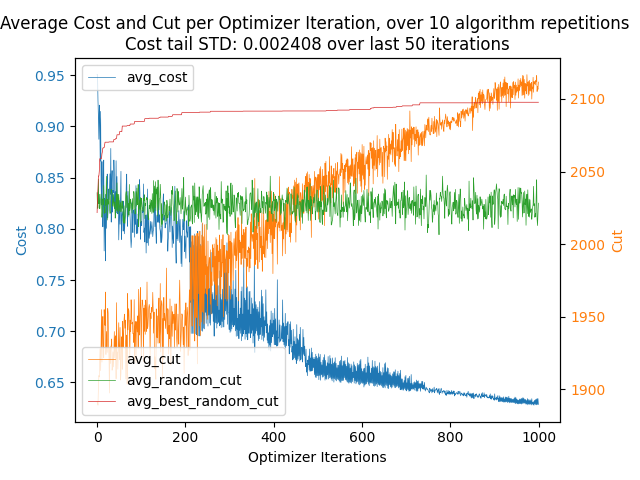 Average Cost and Cut per Optimizer Iteration, over 10 algorithm repetitions
Cost tail STD: 0.002408 over last 50 iterations
avg_cost
0.95
0.90
0.85
0.80
0.75
0.70
0.65
Cost
2100
2050
2000
1950
1900
Cut
avg_cut
avg_random_cut
avg_best_random_cut
0
200
400
600
800
1000
Optimizer Iterations